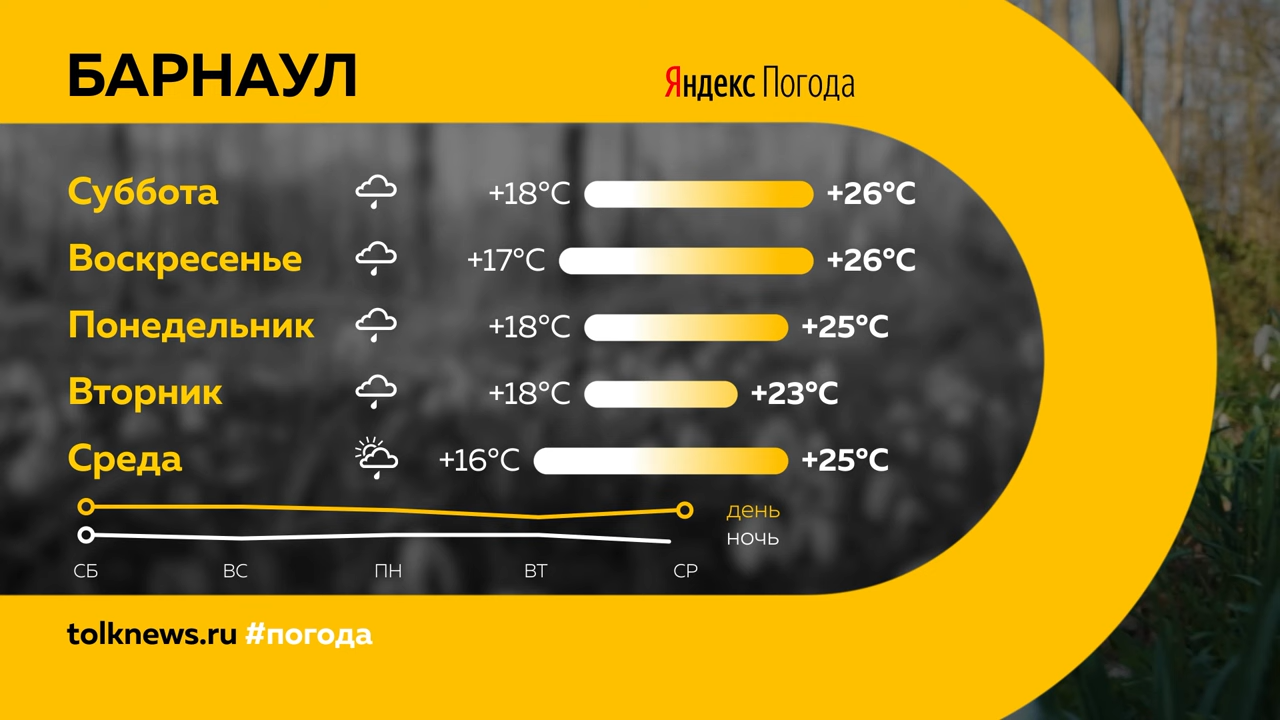 БАРНАУЛ
Яндекс Погода
Суббота +18°C +26°C
Воскресенье +17°C +26°C
Понедельник +18°C +25°C
Вторник +18°C +23°C
Среда +16°C +25°C
день
ночь
СБ ВС ПН ВТ СР
tolknews.ru #погода